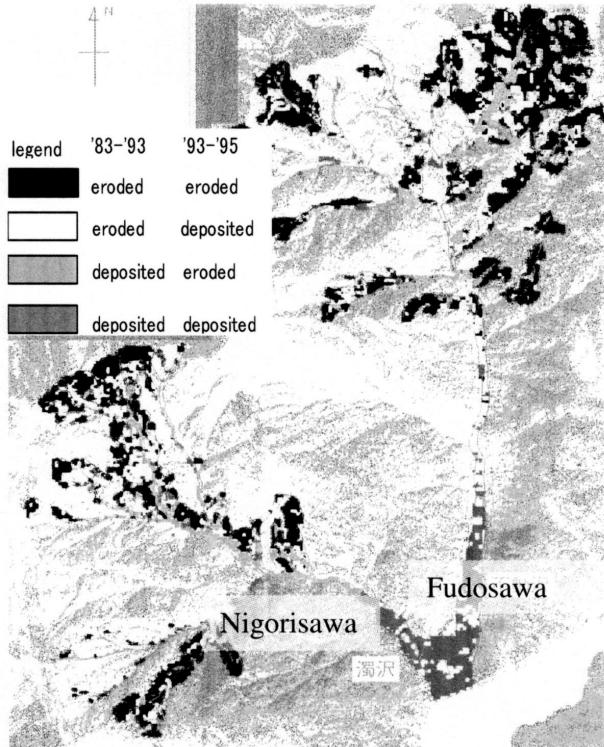 N
legend '83-'93 '93-'95
eroded eroded
eroded deposited
deposited eroded
deposited deposited
Fudosawa
Nigorisawa
濁沢